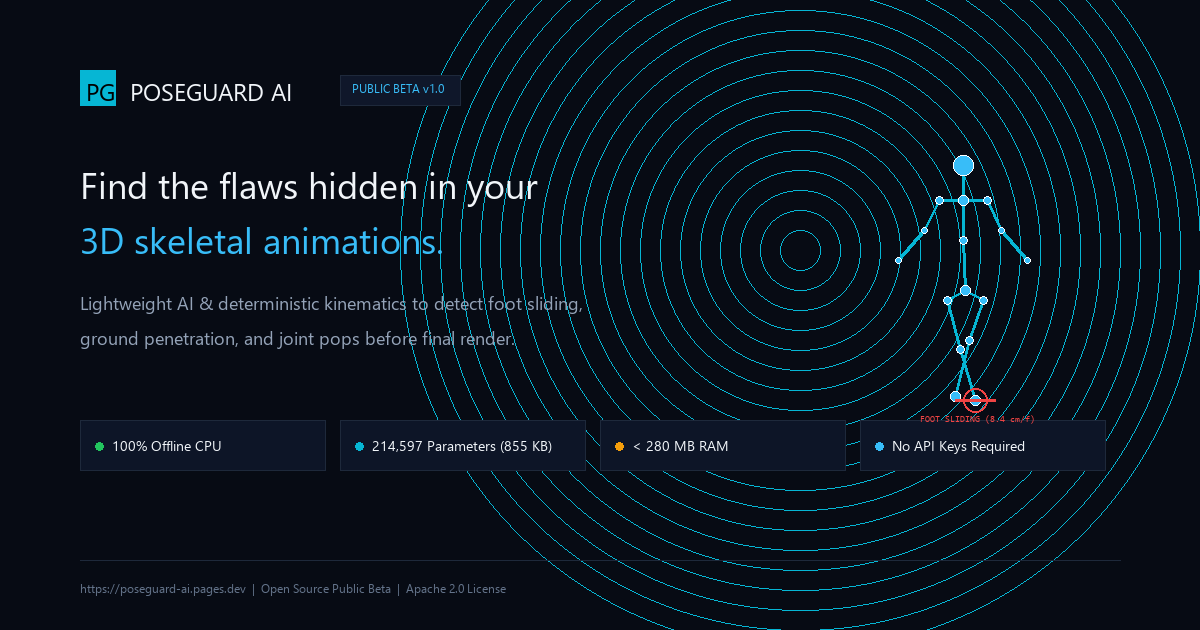 PG POSEGUARD AI PUBLIC BETA v1.0
Find the flaws hidden in your
3D skeletal animations.
Lightweight AI & deterministic kinematics to detect foot sliding,
ground penetration, and joint pops before final render.
FOOT SLIDING (8.4 cm/f)
100% Offline CPU
214,597 Parameters (855 KB)
< 280 MB RAM
No API Keys Required
https://poseguard-ai.pages.dev | Open Source Public Beta | Apache 2.0 License